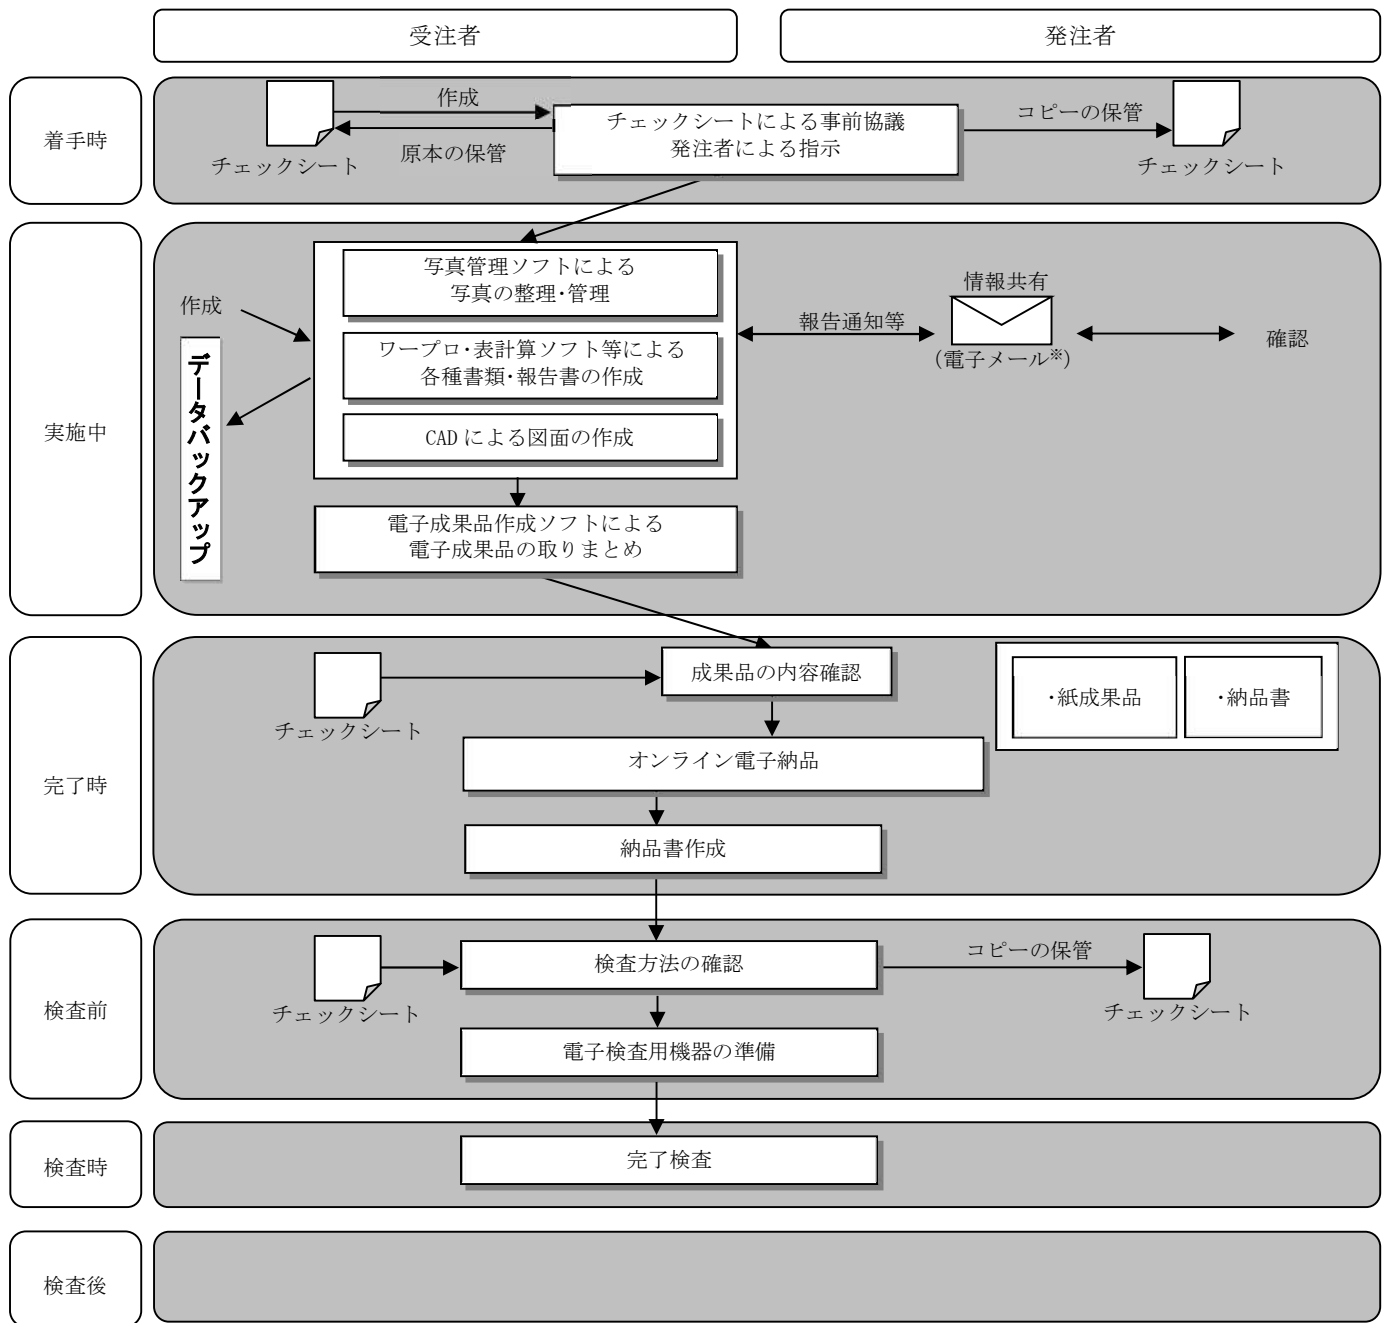 受注者
発注者
着手時
作成
原本の保管
チェックシート
チェックシートによる事前協議
発注者による指示
コピーの保管
チェックシート
実施中
作成
データバックアップ
写真管理ソフトによる
写真の整理・管理
ワープロ・表計算ソフト等による
各種書類・報告書の作成
CADによる図面の作成
電子成果品作成ソフトによる
電子成果品の取りまとめ
報告通知等
情報共有
(電子メール※)
確認
完了時
チェックシート
成果品の内容確認
・紙成果品
・納品書
オンライン電子納品
納品書作成
検査前
チェックシート
検査方法の確認
コピーの保管
チェックシート
電子検査用機器の準備
検査時
完了検査
検査後